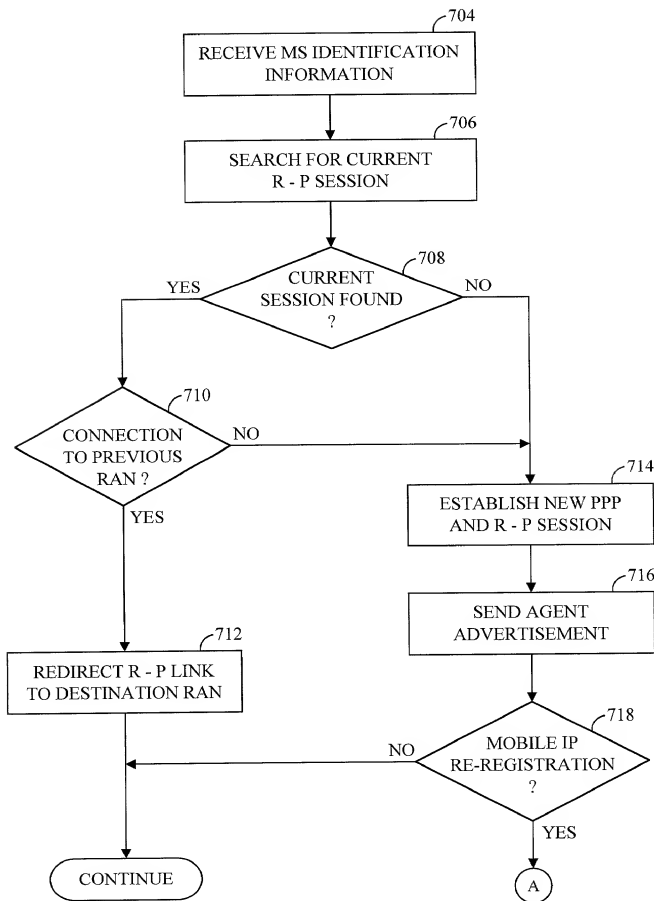 704
RECEIVE MS IDENTIFICATION
INFORMATION
706
SEARCH FOR CURRENT
R - P SESSION
708
CURRENT
SESSION FOUND
?
YES
NO
710
CONNECTION
TO PREVIOUS
RAN ?
NO
YES
714
ESTABLISH NEW PPP
AND R - P SESSION
716
SEND AGENT
ADVERTISEMENT
712
REDIRECT R - P LINK
TO DESTINATION RAN
718
MOBILE IP
RE-REGISTRATION
?
NO
YES
CONTINUE
A